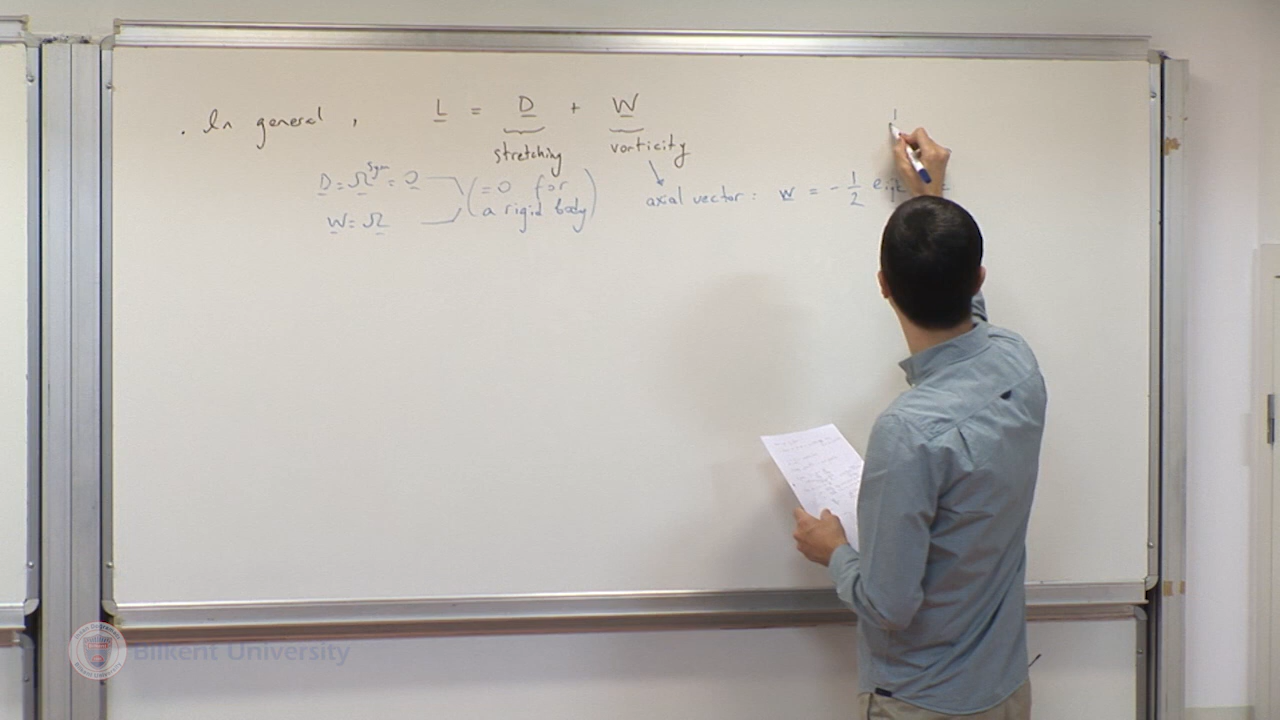 . In general , L = D + W
stretching vorticity
D = Ω^sym = 0 (= 0 for a rigid body)
W = Ω
axial vector : w = - 1/2 eijk =
Bilkent University